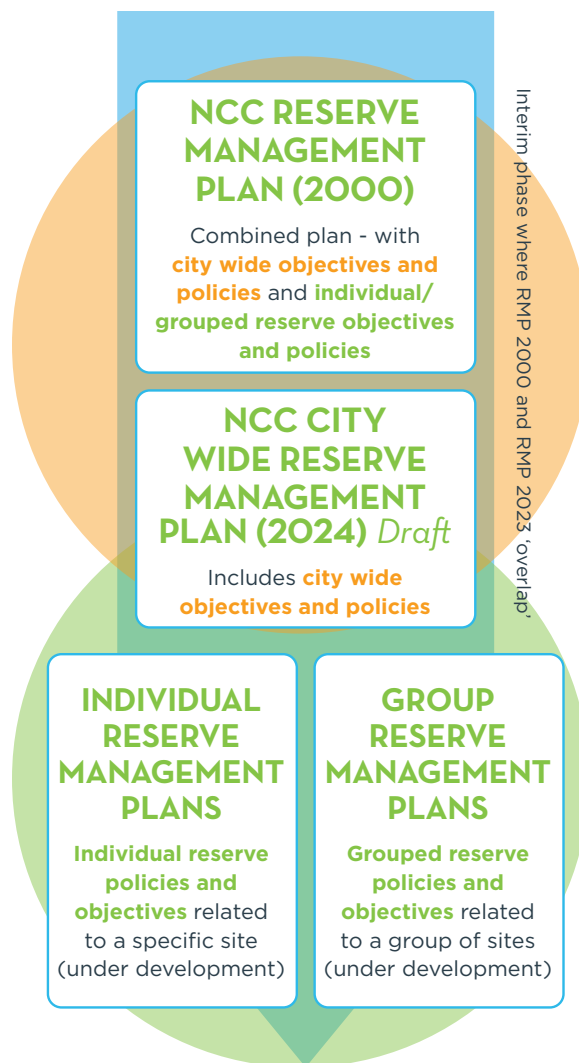 NCC RESERVE
MANAGEMENT
PLAN (2000)
Combined plan - with
city wide objectives and
policies and individual/
grouped reserve objectives
and policies
Interim phase where RMP 2000 and RMP 2023 ‘overlap’
NCC CITY
WIDE RESERVE
MANAGEMENT
PLAN (2024) Draft
Includes city wide
objectives and policies
INDIVIDUAL
RESERVE
MANAGEMENT
PLANS
Individual reserve
policies and
objectives related
to a specific site
(under development)
GROUP
RESERVE
MANAGEMENT
PLANS
Grouped reserve
policies and
objectives related
to a group of sites
(under development)